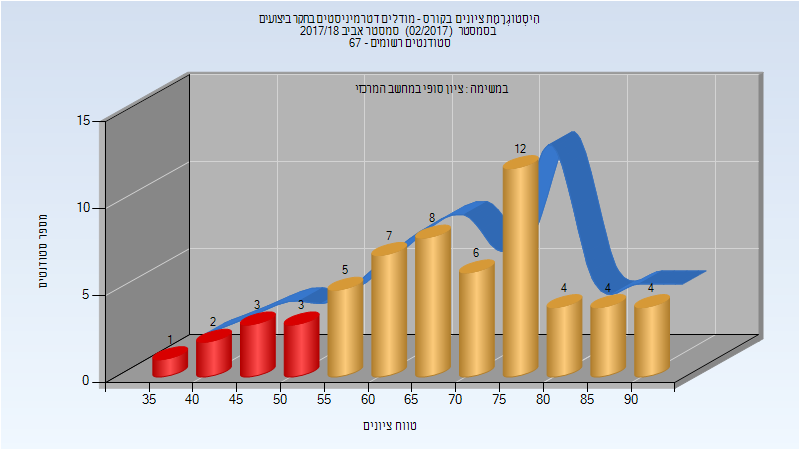 היסטוגרמת ציונים בקורס - מודלים דטרמיניסטים בחקר ביצועים
בסמסטר (02/2017) סמסטר אביב 2017/18
סטודנטים רשומים - 67
במשימה : ציון סופי במחשב המרכזי
מספר סטודנטים
15
10
5
0
1
2
3
3
5
7
8
6
12
4
4
4
35 40 45 50 55 60 65 70 75 80 85 90
טווח ציונים